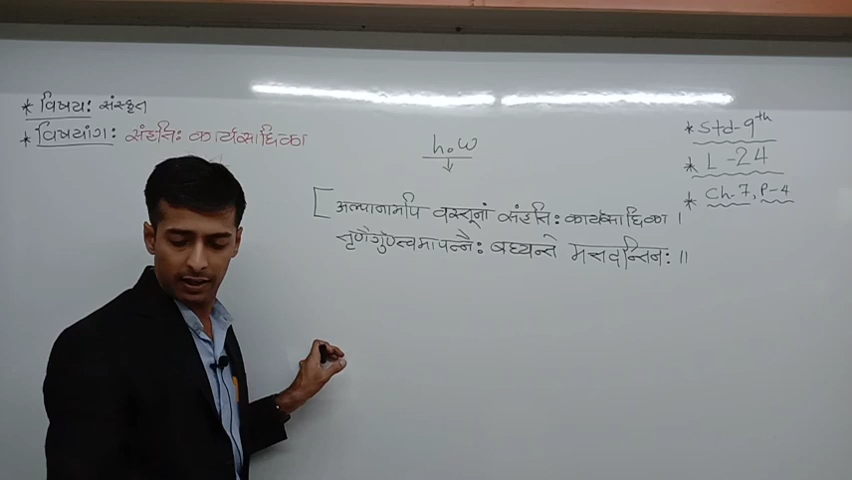 * विषय: संस्कृत
* विषयांग: संहति: कार्यसाधिका
h.w
* Std-9th
* L-24
* Ch-7, P-4
[ अल्पानामपि वस्तूनां संहति: कार्यसाधिका ।
तृणैर्गुणत्वमापन्नै: बध्यन्ते मत्तदन्तिन: ॥